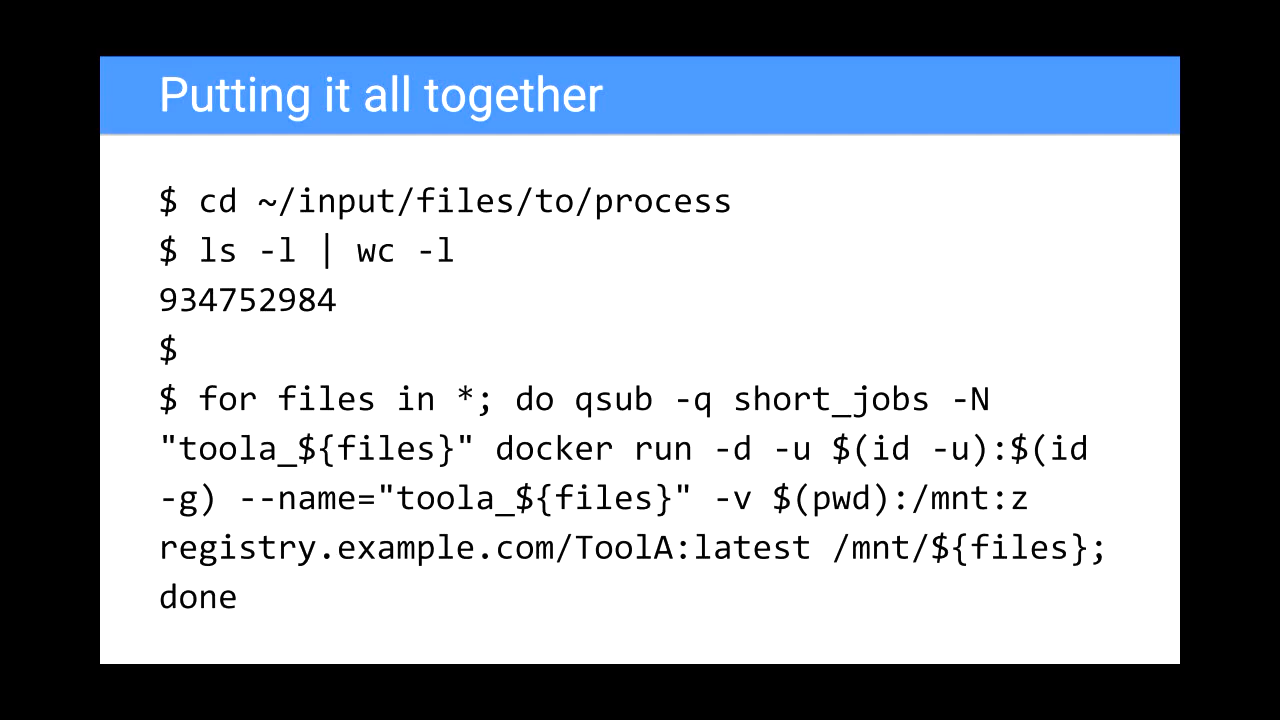 Putting it all together
$ cd ~/input/files/to/process
$ ls -l | wc -l
934752984
$
$ for files in *; do qsub -q short_jobs -N
"toola_${files}" docker run -d -u $(id -u):$(id
-g) --name="toola_${files}" -v $(pwd):/mnt:z
registry.example.com/ToolA:latest /mnt/${files};
done